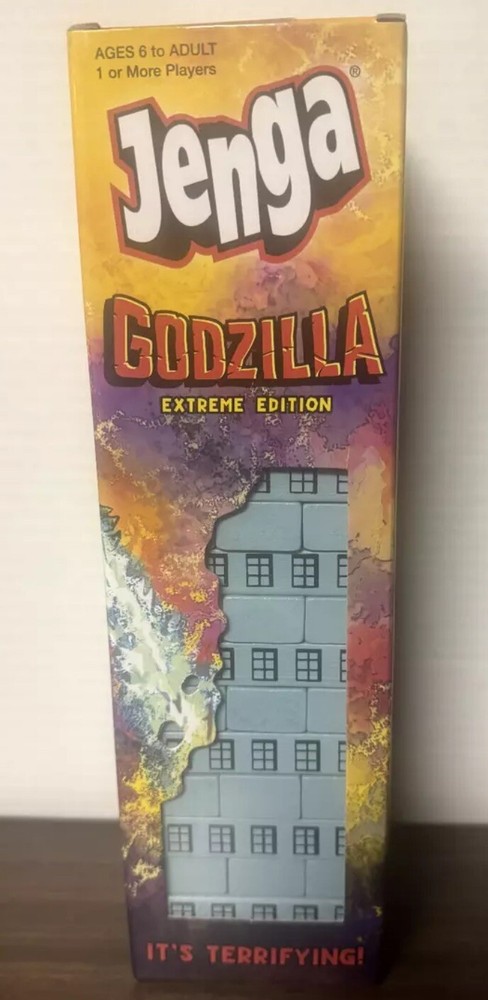 AGES 6 to ADULT
1 or More Players
Jenga®
GODZILLA
EXTREME EDITION
IT'S TERRIFYING!